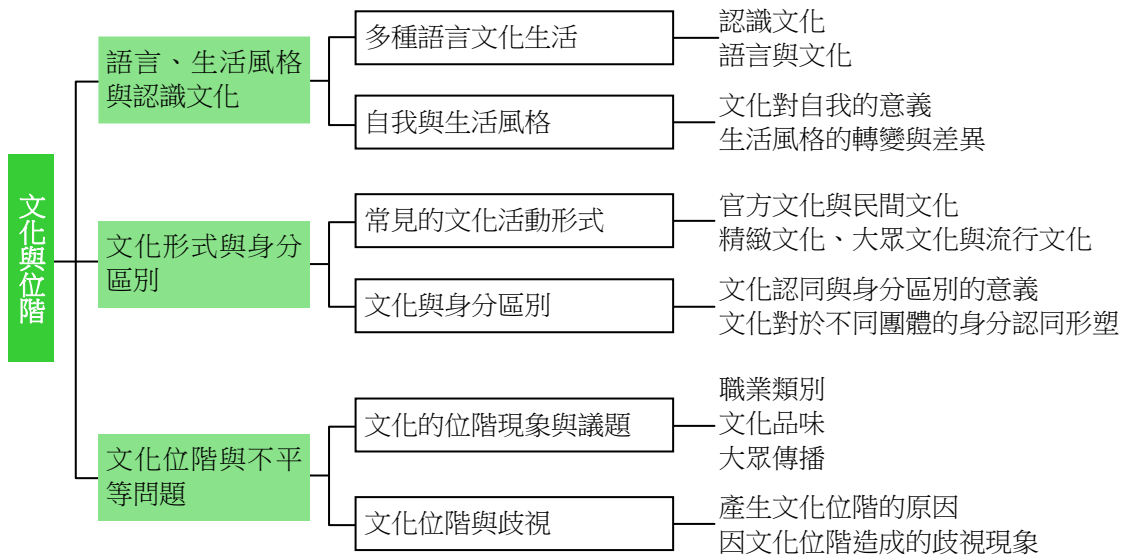 文化與位階
語言、生活風格
與認識文化
多種語言文化生活
認識文化
語言與文化
自我與生活風格
文化對自我的意義
生活風格的轉變與差異
文化形式與身分
區別
常見的文化活動形式
官方文化與民間文化
精緻文化、大眾文化與流行文化
文化與身分區別
文化認同與身分區別的意義
文化對於不同團體的身分認同形塑
文化位階與不平
等問題
文化的位階現象與議題
職業類別
文化品味
大眾傳播
文化位階與歧視
產生文化位階的原因
因文化位階造成的歧視現象